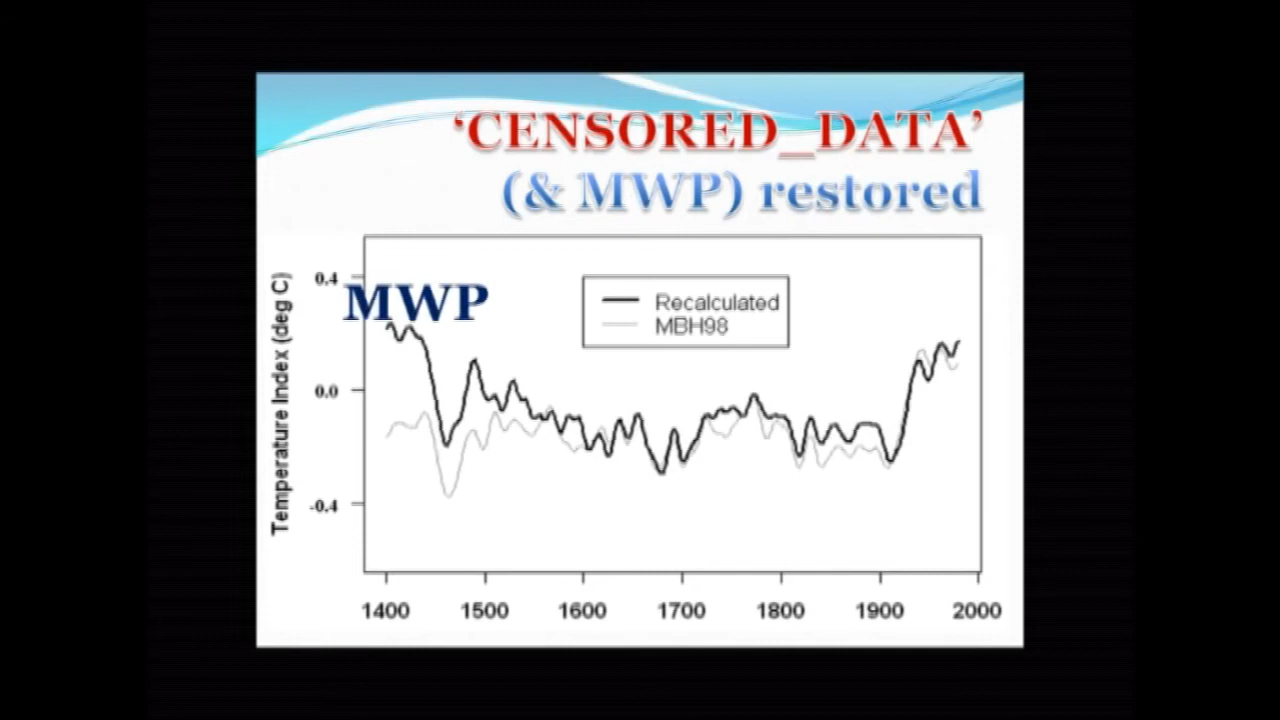 ‘CENSORED_DATA’
(& MWP) restored
Temperature Index (deg C)
0.4
0.0
-0.4
MWP
Recalculated
MBH98
1400 1500 1600 1700 1800 1900 2000